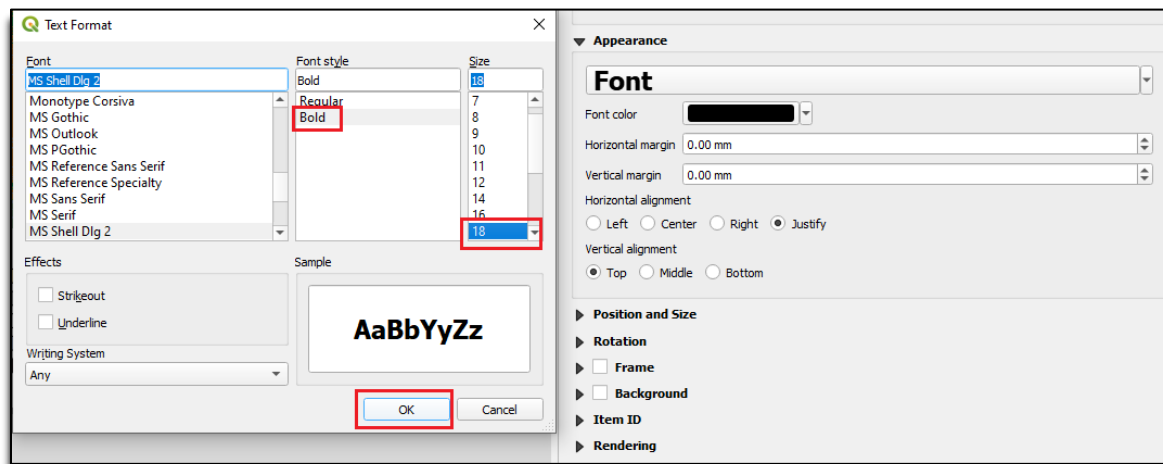 Text Format
Font
Font style
Size
MS Shell Dlg 2
Bold
18
Monotype Corsiva
MS Gothic
MS Outlook
MS PGothic
MS Reference Sans Serif
MS Reference Specialty
MS Sans Serif
MS Serif
MS Shell Dlg 2
Regular
Bold
7
8
9
10
11
12
14
16
18
Effects
Strikeout
Underline
Writing System
Any
Sample
AaBbYyZz
OK
Cancel
Appearance
Font
Font color
Horizontal margin 0.00 mm
Vertical margin 0.00 mm
Horizontal alignment
Left Center Right Justify
Vertical alignment
Top Middle Bottom
Position and Size
Rotation
Frame
Background
Item ID
Rendering